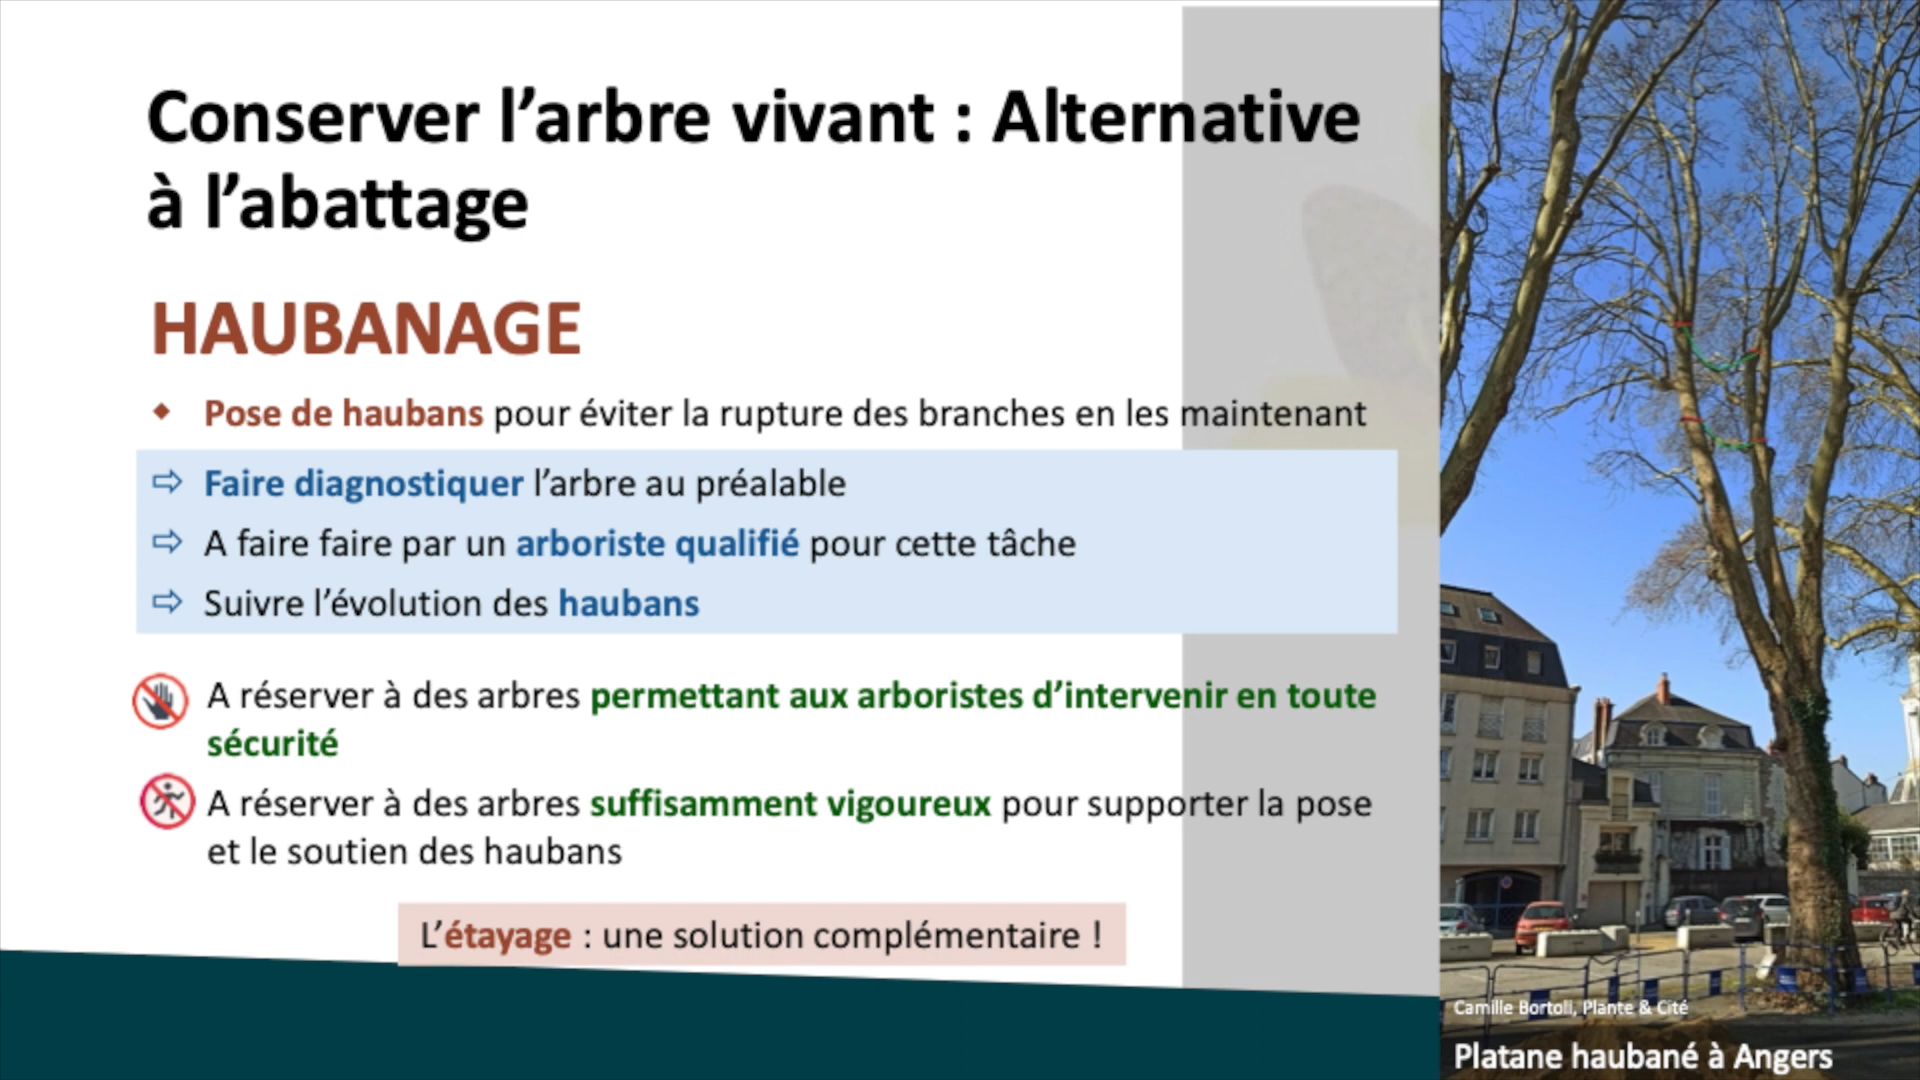 Conserver l’arbre vivant : Alternative
à l’abattage
HAUBANAGE
Pose de haubans pour éviter la rupture des branches en les maintenant
Faire diagnostiquer l’arbre au préalable
A faire faire par un arboriste qualifié pour cette tâche
Suivre l’évolution des haubans
A réserver à des arbres permettant aux arboristes d’intervenir en toute
sécurité
A réserver à des arbres suffisamment vigoureux pour supporter la pose
et le soutien des haubans
L’étayage : une solution complémentaire !
Camille Bortoli, Plante & Cité
Platane haubané à Angers